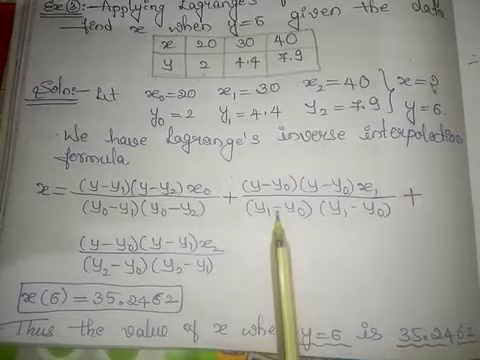 Ex(3):- Applying Lagrange's given the data
find x when y=6
x 20 30 40
y 2 4.4 7.9
Soln:- Let x₀=20 x₁=30 x₂=40 } x=?
y₀=2 y₁=4.4 y₂=7.9 } y=6.
We have Lagrange's inverse interpolation
formula.
x = (y-y₁)(y-y₂)x₀ / (y₀-y₁)(y₀-y₂) + (y-y₀)(y-y₀)x₁ / (y₁-y₀)(y₁-y₀) +
(y-y₀)(y-y₁)x₂ / (y₂-y₀)(y₂-y₁)
x(6) = 35.2462
Thus the value of x when y=6 is 35.2462